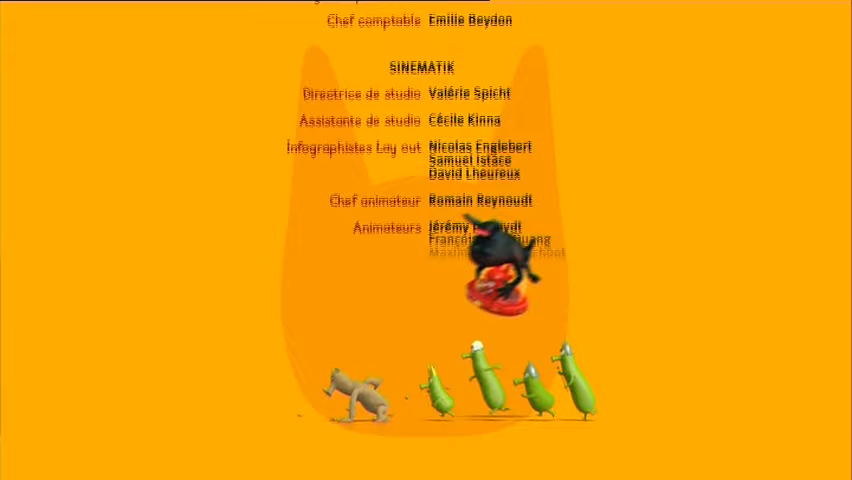 Chef comptable Emilie Beydon
SINEMATIK
Directrice de studio Valérie Spicht
Assistante de studio Cécile Kinna
Infographistes Lay out Nicolas Englebert
Samuel Istace
David Lheureux
Chef animateur Romain Reynoudt
Animateurs Jérémy